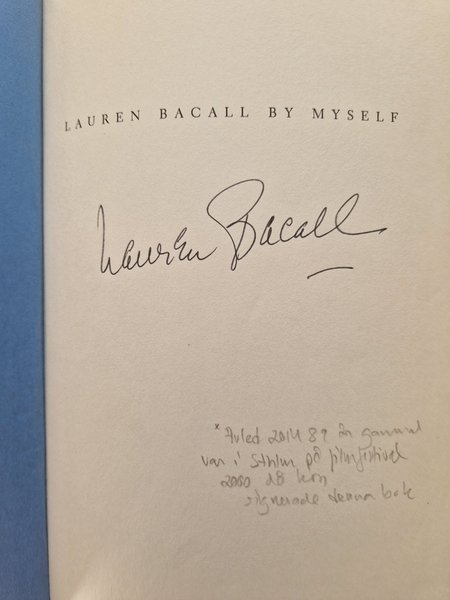 LAUREN BACALL BY MYSELF
Lauren Bacall
* Avled 2014 89 år gammal
var i Sthlm på filmfestival
2000 då hon
signerade denna bok